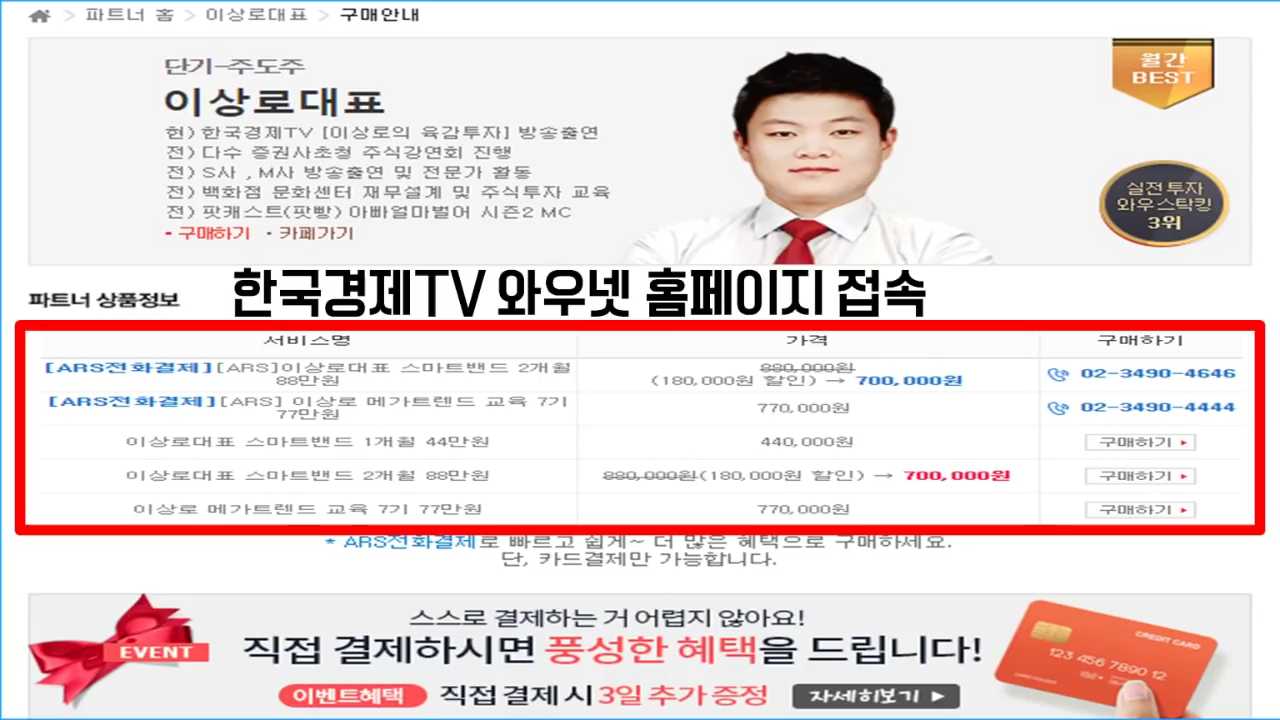 파트너 홈 > 이상로대표 > 구매안내
단기-주도주
이상로대표
현) 한국경제TV [이상로의 육감투자] 방송출연
전) 다수 증권사초청 주식강연회 진행
전) S사 , M사 방송출연 및 전문가 활동
전) 백화점 문화센터 재무설계 및 주식투자 교육
전) 팟캐스트(팟빵) 아빠얼마벌어 시즌2 MC
- 구매하기 · 카페가기
월간
BEST
실전 투자
와우 스탁킹
3위
파트너 상품정보
한국경제TV 와우넷 홈페이지 접속
서비스명 가격 구매하기
[ARS전화결제][ARS]이상로대표 스마트밴드 2개월
88만원
880,000원
(180,000원 할인) → 700,000원
02-3490-4646
[ARS전화결제][ARS] 이상로 메가트렌드 교육 7기
77만원
770,000원
02-3490-4444
이상로대표 스마트밴드 1개월 44만원 440,000원 구매하기
이상로대표 스마트밴드 2개월 88만원 880,000원(180,000원 할인) → 700,000원 구매하기
이상로 메가트렌드 교육 7기 77만원 770,000원 구매하기
* ARS전화결제로 빠르고 쉽게~ 더 많은 혜택으로 구매하세요.
단, 카드결제만 가능합니다.
EVENT
스스로 결제하는 거 어렵지 않아요!
직접 결제하시면 풍성한 혜택을 드립니다!
이벤트혜택 직접 결제 시 3일 추가 증정 자세히보기 ▶
CREDIT CARD
123 456 7890 12